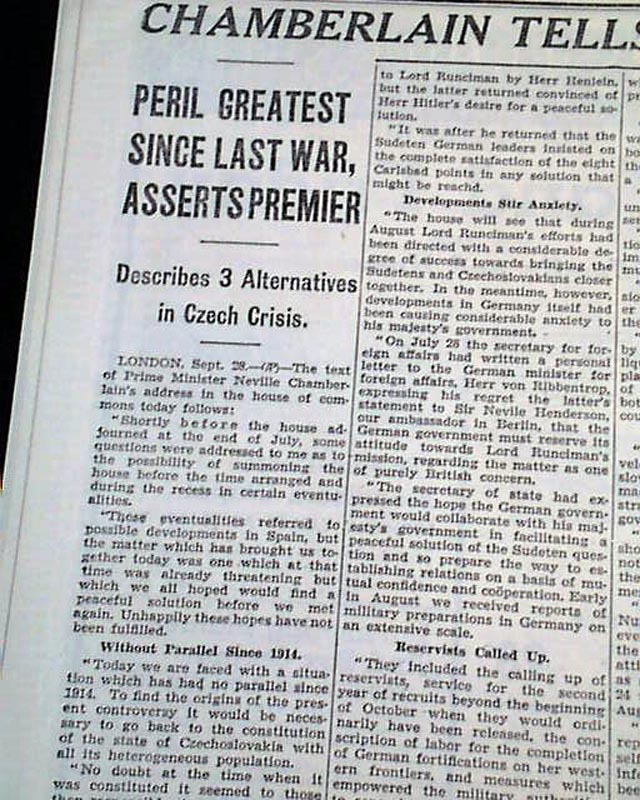 CHAMBERLAIN TELLS
PERIL GREATEST
SINCE LAST WAR,
ASSERTS PREMIER
Describes 3 Alternatives
in Czech Crisis.
LONDON, Sept. 28.—(AP)—The text
of Prime Minister Neville Chamber-
lain's address in the house of com-
mons today follows:
"Shortly before the house ad-
journed at the end of July, some
questions were addressed to me as to
the possibility of summoning the
house before the time arranged and
during the recess in certain eventu-
alities.
"Those eventualities referred to
possible developments in Spain, but
the matter which has brought us to-
gether today was one which at that
time was already threatening but
which we all hoped would find a
peaceful solution before we met
again. Unhappily these hopes have not
been fulfilled.
Without Parallel Since 1914.
"Today we are faced with a situa-
tion which has had no parallel since
1914. To find the origins of the pres-
ent controversy it would be neces-
sary to go back to the constitution
of the state of Czechoslovakia with
all its heterogeneous population.
"No doubt at the time when it
was constituted it seemed to those
to Lord Runciman by Herr Henlein,
but the latter returned convinced of
Herr Hitler's desire for a peaceful so-
lution.
"It was after he returned that the
Sudeten German leaders insisted on
the complete satisfaction of the eight
Carlsbad points in any solution that
might be reachd.
Developments Stir Anxiety.
"The house will see that during
August Lord Runciman's efforts had
been directed with a considerable de-
gree of success towards bringing the
Sudetens and Czechoslovakians closer
together. In the meantime, however,
developments in Germany itself had
been causing considerable anxiety to
his majesty's government.
"On July 28 the secretary for for-
eign affairs had written a personal
letter to the German minister for
foreign affairs, Herr von Ribbentrop,
expressing his regret the latter's
statement to Sir Nevile Henderson,
our ambassador in Berlin, that the
German government must reserve its
attitude towards Lord Runciman's
mission, regarding the matter as one
of purely British concern.
"The secretary of state had ex-
pressed the hope the German govern-
ment would collaborate with his maj-
esty's government in facilitating a
peaceful solution of the Sudeten ques-
tion and so prepare the way to es-
tablishing relations on a basis of mu-
tual confidence and coöperation. Early
in August we received reports of
military preparations in Germany on
an extensive scale.
Reservists Called Up.
"They included the calling up of
reservists, service for the second
year of recruits beyond the beginning
of October when they would ordi-
narily have been released, the con-
scription of labor for the completion
of German fortifications on her west-
ern frontiers, and measures which
empowered the military